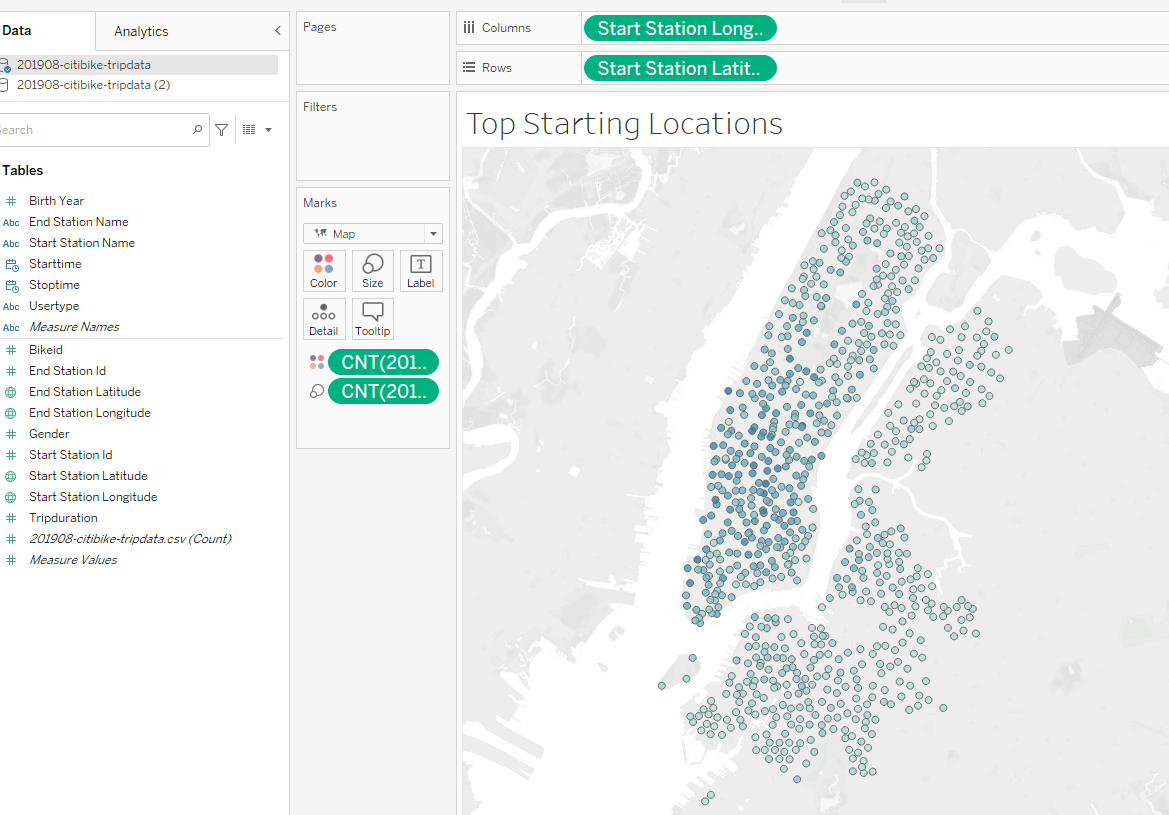 Data
Analytics
201908-citibike-tripdata
201908-citibike-tripdata (2)
Search
Tables
Birth Year
Abc End Station Name
Abc Start Station Name
Starttime
Stoptime
Abc Usertype
Abc Measure Names
Bikeid
End Station Id
End Station Latitude
End Station Longitude
Gender
Start Station Id
Start Station Latitude
Start Station Longitude
Tripduration
201908-citibike-tripdata.csv (Count)
Measure Values
Pages
Filters
Marks
Map
Color Size Label
Detail Tooltip
CNT(201..
CNT(201..
Columns Start Station Long..
Rows Start Station Latit..
Top Starting Locations